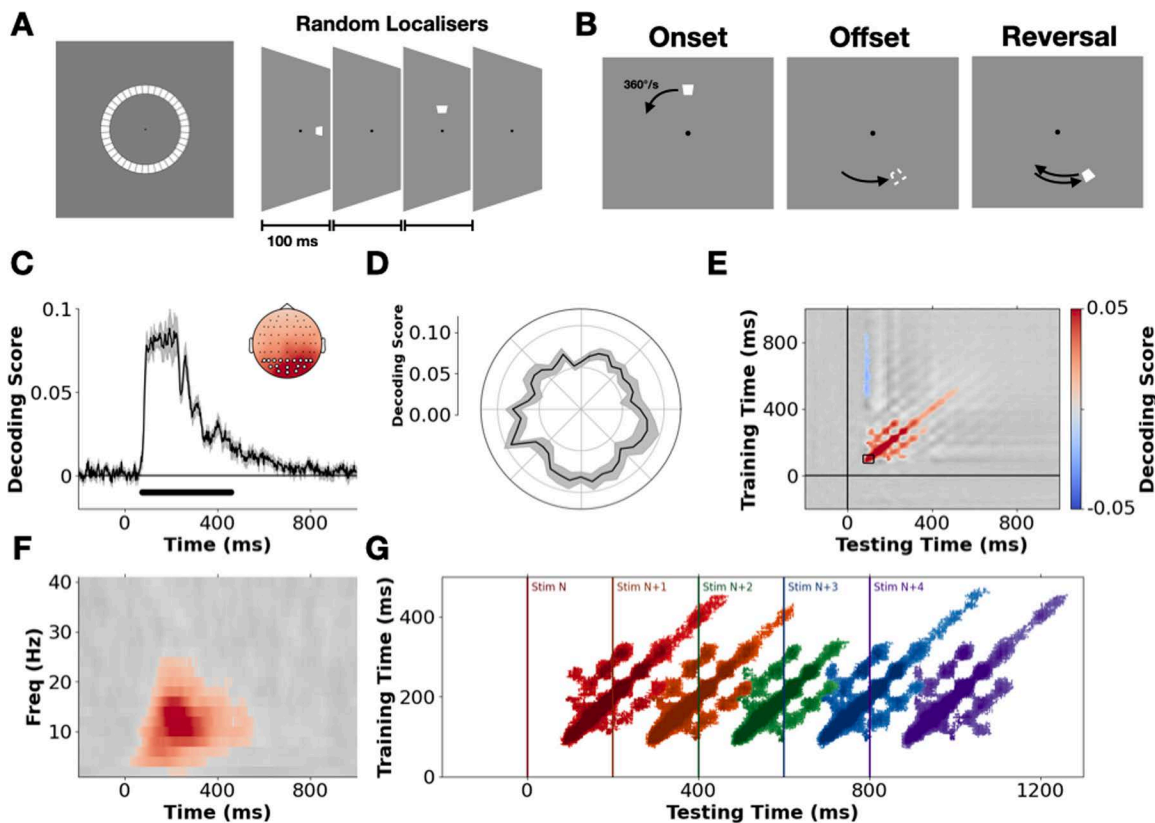 A
Random Localisers
100 ms
B
Onset
Offset
Reversal
360°/s
C
Decoding Score
0.1
0.05
0
0
400
800
Time (ms)
D
Decoding Score
0.10
0.05
0.00
E
Training Time (ms)
800
400
0
0
400
800
Testing Time (ms)
0.05
-0.05
Decoding Score
F
Freq (Hz)
40
30
20
10
0
400
800
Time (ms)
G
Training Time (ms)
400
200
0
Stim N
Stim N+1
Stim N+2
Stim N+3
Stim N+4
0
400
800
1200
Testing Time (ms)